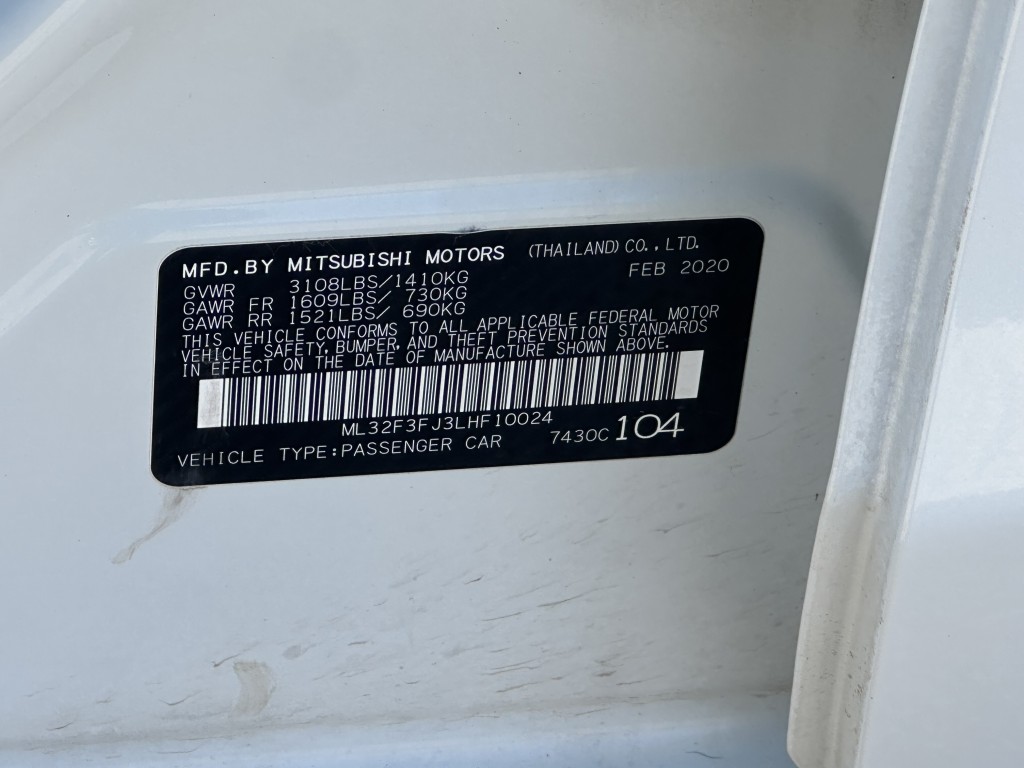 MFD.BY MITSUBISHI MOTORS (THAILAND) CO.,LTD.
GVWR 3108LBS/1410KG FEB 2020
GAWR FR 1609LBS/ 730KG
GAWR RR 1521LBS/ 690KG
THIS VEHICLE CONFORMS TO ALL APPLICABLE FEDERAL MOTOR
VEHICLE SAFETY, BUMPER, AND THEFT PREVENTION STANDARDS
IN EFFECT ON THE DATE OF MANUFACTURE SHOWN ABOVE.
ML32F3FJ3LHF10024
VEHICLE TYPE:PASSENGER CAR 7430C 104